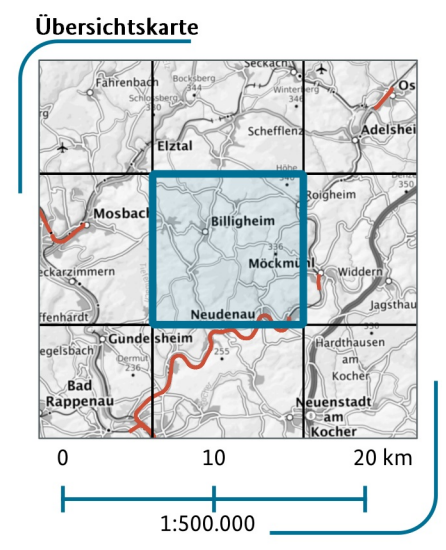 Übersichtskarte
Seckach
Fahrenbach
Bocksberg
344
Winterberg
346
Os
Schloßberg
330
Schefflenz
Adelshei
Elztal
Höhe
350
Roigheim
Mosbach
Billigheim
336
Möckmühl
Widdern
eckarzimmern
Jagsthau
ffenhardt
Neudenau
Gundelsheim
Hardthausen
am
Kocher
egelsbach
Dermut
236
255
Bad
Rappenau
Neuenstadt
am
Kocher
0 10 20 km
1:500.000